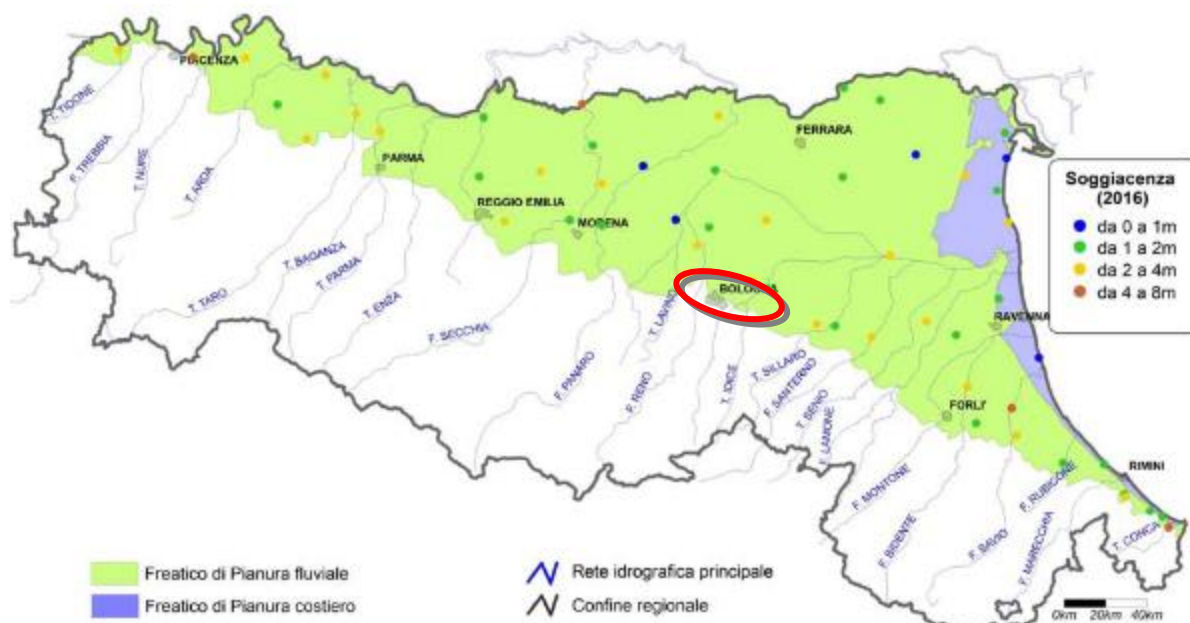 PIACENZA
T. TIDONE
F. TREBBIA
T. NURE
T. ARDA
PARMA
T. TARO
T. BAGANZA
T. PARMA
T. ENZA
REGGIO EMILIA
F. SECCHIA
MODENA
F. PANARO
FERRARA
BOLOGNA
T. LAVINO
F. RENO
T. IDICE
T. SILLARO
F. SANTERNO
T. SENIO
F. LAMONE
RAVENNA
FORLI'
F. MONTONE
F. BIDENTE
F. SAVIO
F. RUBICONE
F. MARECCHIA
RIMINI
T. CONCA
Soggiacenza
(2016)
da 0 a 1m
da 1 a 2m
da 2 a 4m
da 4 a 8m
Freatico di Pianura fluviale
Freatico di Pianura costiero
Rete idrografica principale
Confine regionale
0km 20km 40km